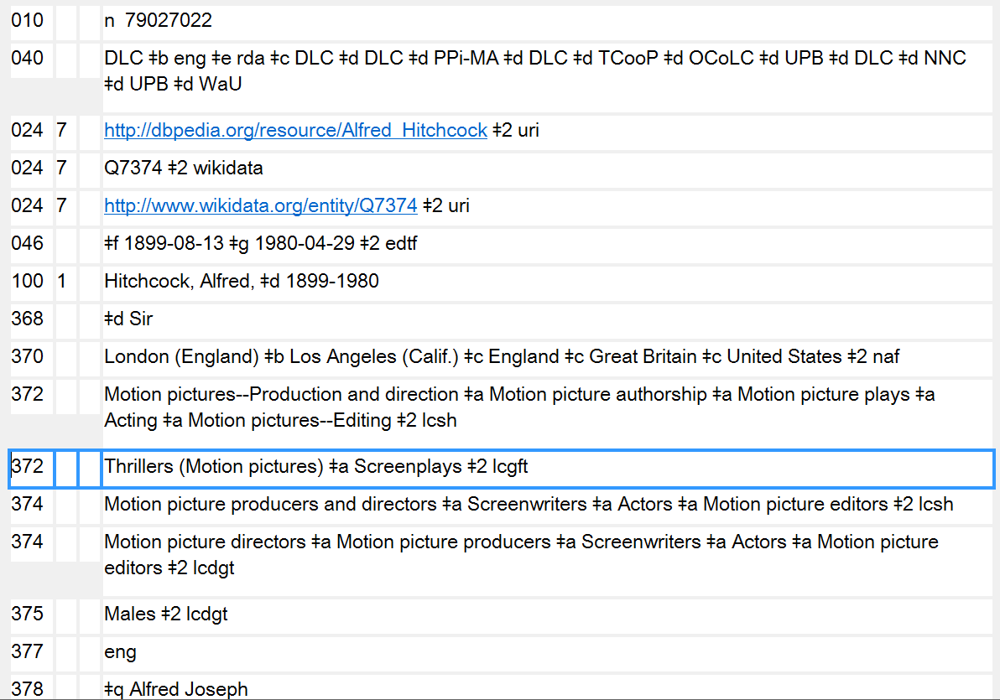 010 n  79027022
040 DLC ‡b eng ‡e rda ‡c DLC ‡d DLC ‡d PPi-MA ‡d DLC ‡d TCooP ‡d OCoLC ‡d UPB ‡d DLC ‡d NNC
‡d UPB ‡d WaU
024 7 http://dbpedia.org/resource/Alfred_Hitchcock ‡2 uri
024 7 Q7374 ‡2 wikidata
024 7 http://www.wikidata.org/entity/Q7374 ‡2 uri
046 ‡f 1899-08-13 ‡g 1980-04-29 ‡2 edtf
100 1 Hitchcock, Alfred, ‡d 1899-1980
368 ‡d Sir
370 London (England) ‡b Los Angeles (Calif.) ‡c England ‡c Great Britain ‡c United States ‡2 naf
372 Motion pictures--Production and direction ‡a Motion picture authorship ‡a Motion picture plays ‡a
Acting ‡a Motion pictures--Editing ‡2 lcsh
372 Thrillers (Motion pictures) ‡a Screenplays ‡2 lcgft
374 Motion picture producers and directors ‡a Screenwriters ‡a Actors ‡a Motion picture editors ‡2 lcsh
374 Motion picture directors ‡a Motion picture producers ‡a Screenwriters ‡a Actors ‡a Motion picture
editors ‡2 lcdgt
375 Males ‡2 lcdgt
377 eng
378 ‡q Alfred Joseph